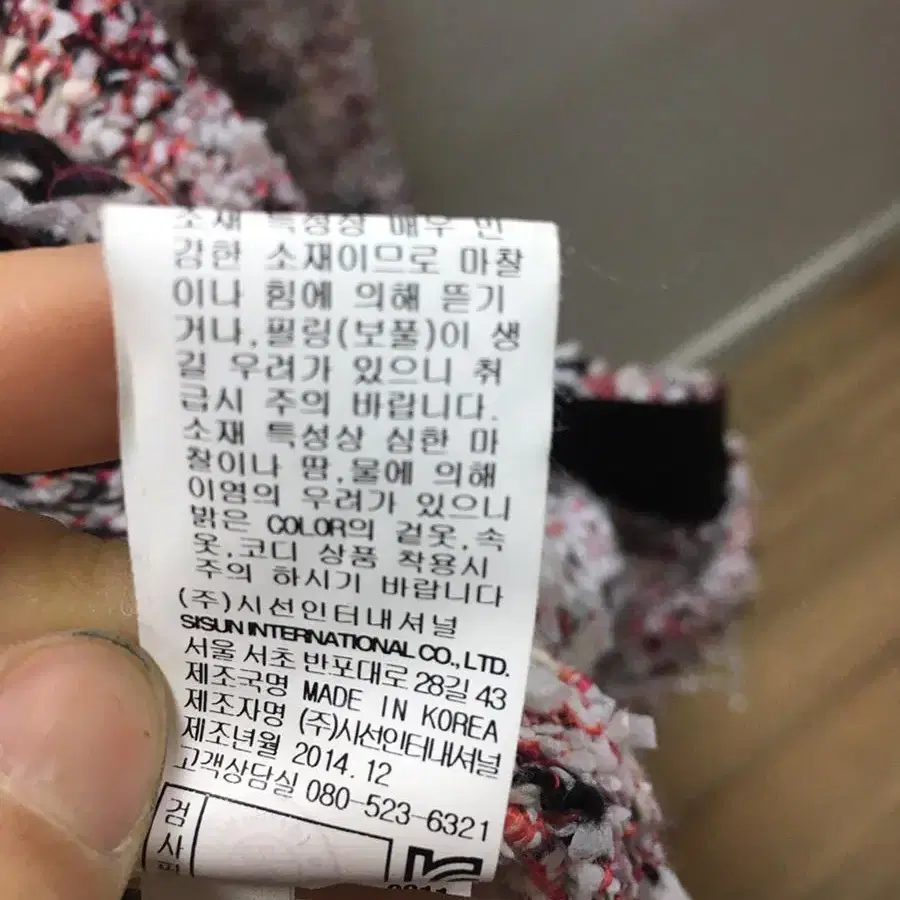 소재 특성상 매우 민
감한 소재이므로 마찰
이나 힘에 의해 뜯기
거나,필링(보풀)이 생
길 우려가 있으니 취
급시 주의 바랍니다.
소재 특성상 심한 마
찰이나 땀,물에 의해
이염의 우려가 있으니
밝은 COLOR의 겉옷,속
옷,코디 상품 착용시
주의 하시기 바랍니다
(주)시선인터내셔널
SISUN INTERNATIONAL CO., LTD.
서울 서초 반포대로 28길 43
제조국명 MADE IN KOREA
제조자명 (주)시선인터내셔널
제조년월 2014.12
고객상담실 080-523-6321
검
사